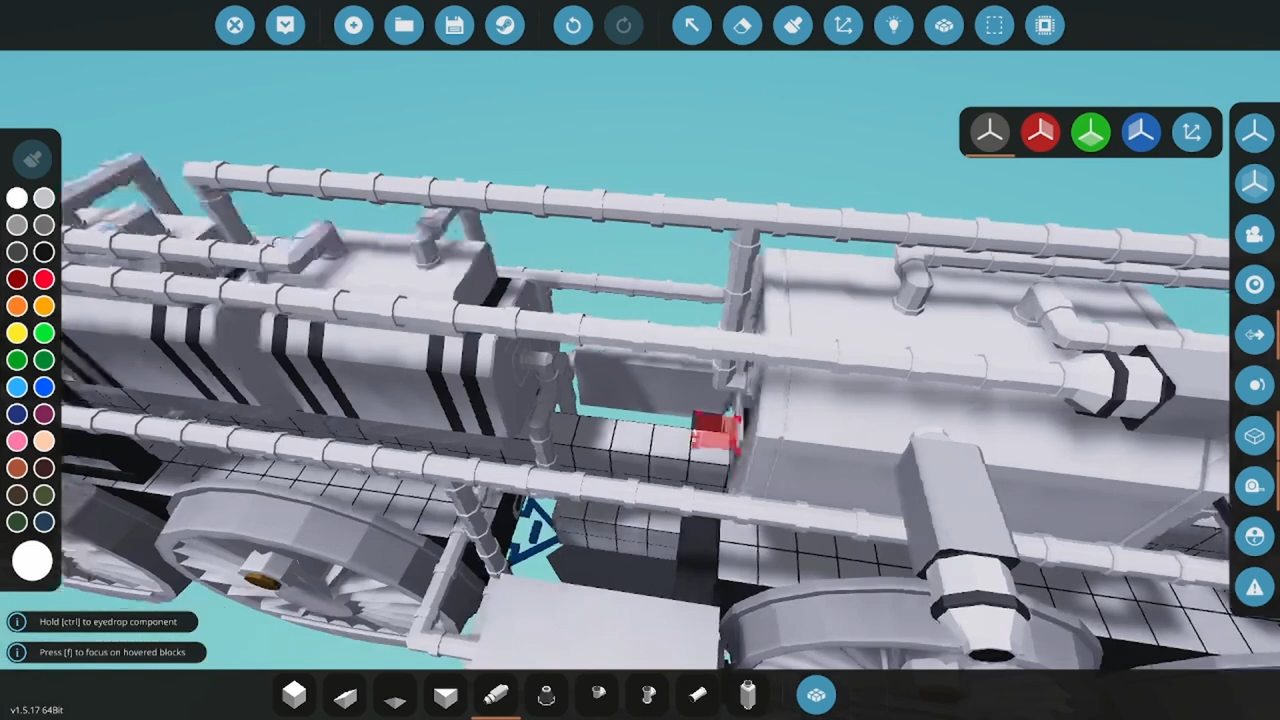 Hold [ctrl] to eyedrop component
Press [f] to focus on hovered blocks
v1.5.17 64Bit